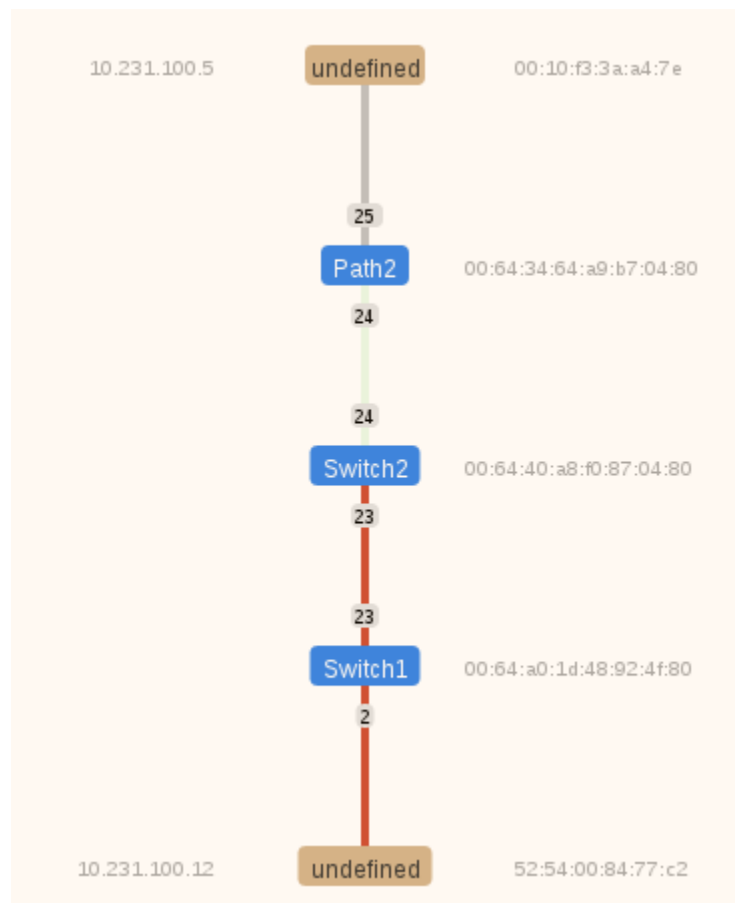 10.231.100.5 undefined 00:10:f3:3a:a4:7e
25
Path2 00:64:34:64:a9:b7:04:80
24
24
Switch2 00:64:40:a8:f0:87:04:80
23
23
Switch1 00:64:a0:1d:48:92:4f:80
2
10.231.100.12 undefined 52:54:00:84:77:c2